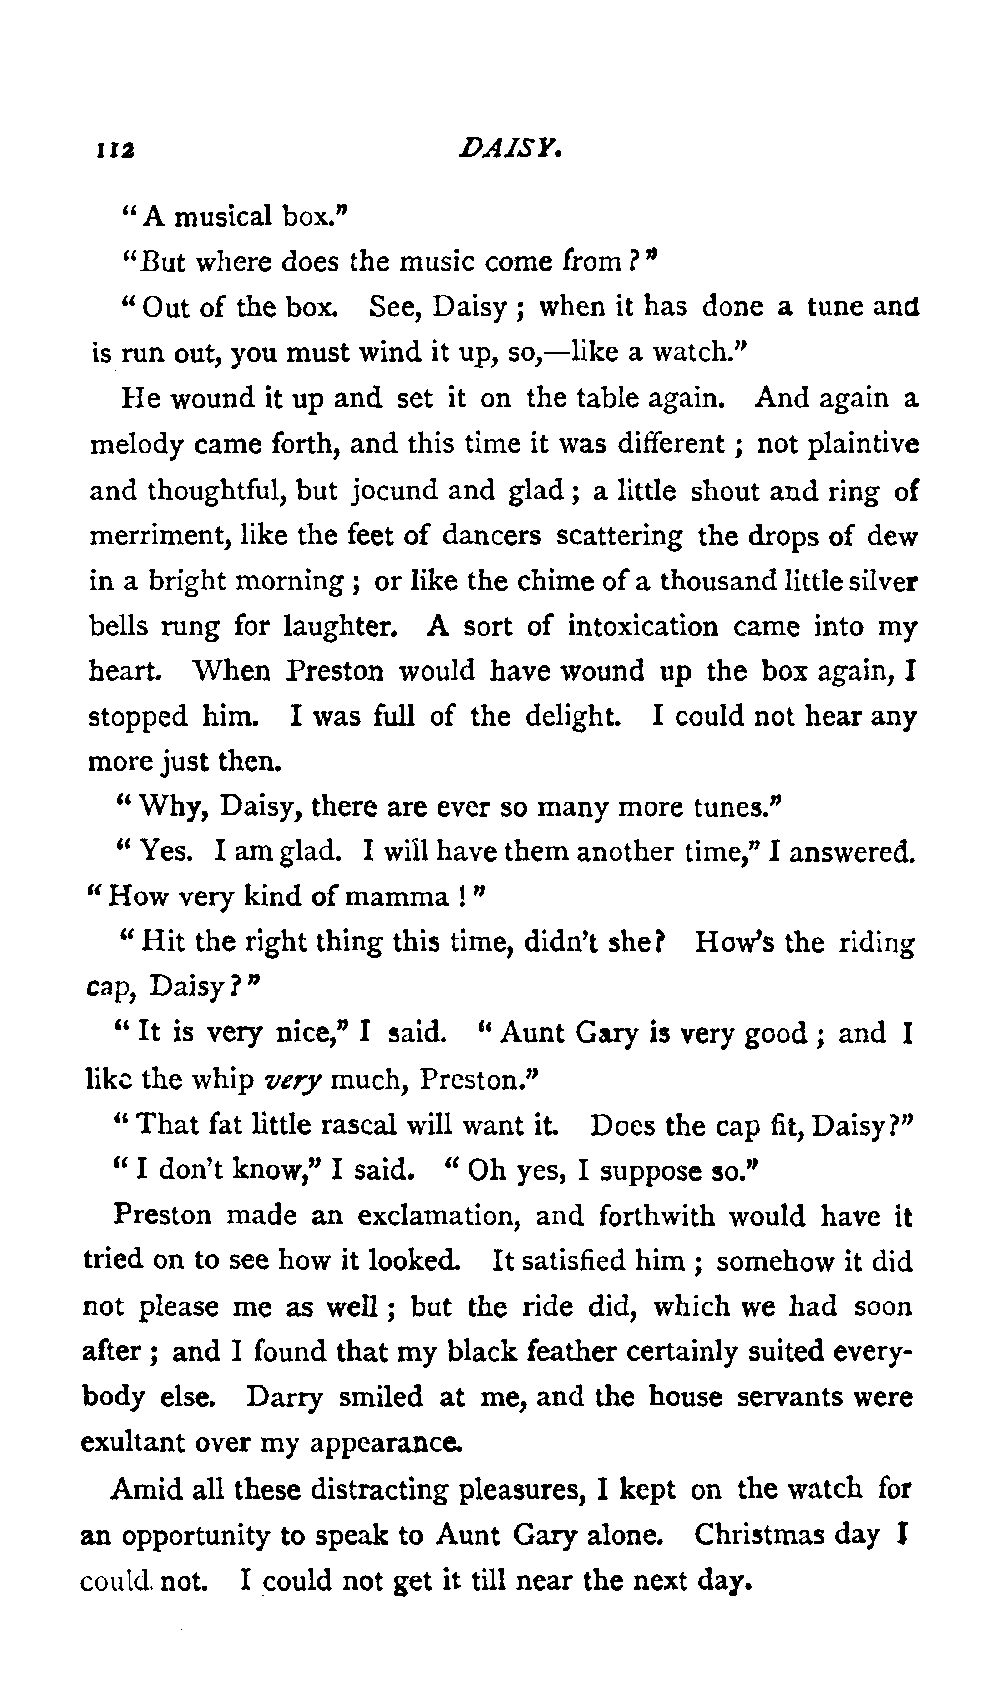 112 DAISY.
“A musical box.”
“But where does the music come from?”
“Out of the box. See, Daisy; when it has done a tune and
is run out, you must wind it up, so,—like a watch.”
He wound it up and set it on the table again. And again a
melody came forth, and this time it was different; not plaintive
and thoughtful, but jocund and glad; a little shout and ring of
merriment, like the feet of dancers scattering the drops of dew
in a bright morning; or like the chime of a thousand little silver
bells rung for laughter. A sort of intoxication came into my
heart. When Preston would have wound up the box again, I
stopped him. I was full of the delight. I could not hear any
more just then.
“Why, Daisy, there are ever so many more tunes.”
“Yes. I am glad. I will have them another time,” I answered.
“How very kind of mamma!”
“Hit the right thing this time, didn’t she? How’s the riding
cap, Daisy?”
“It is very nice,” I said. “Aunt Gary is very good; and I
like the whip very much, Preston.”
“That fat little rascal will want it. Does the cap fit, Daisy?”
“I don’t know,” I said. “Oh yes, I suppose so.”
Preston made an exclamation, and forthwith would have it
tried on to see how it looked. It satisfied him; somehow it did
not please me as well; but the ride did, which we had soon
after; and I found that my black feather certainly suited every-
body else. Darry smiled at me, and the house servants were
exultant over my appearance.
Amid all these distracting pleasures, I kept on the watch for
an opportunity to speak to Aunt Gary alone. Christmas day I
could not. I could not get it till near the next day.